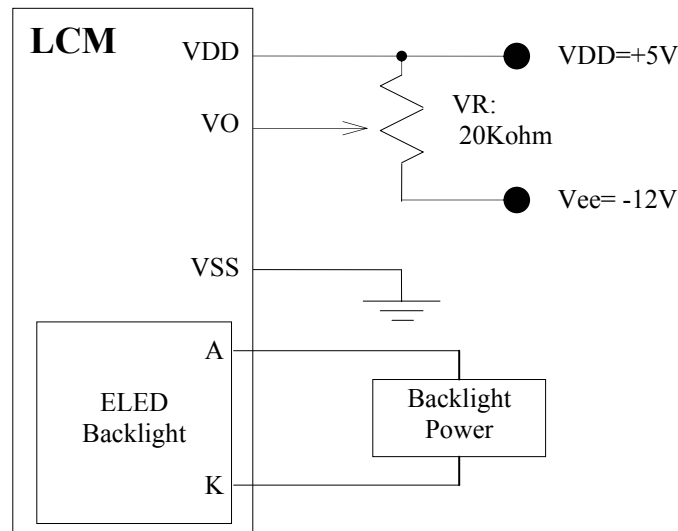 LCM
VDD
VDD=+5V
VR:
20Kohm
VO
Vee= -12V
VSS
A
ELED
Backlight
Backlight
Power
K